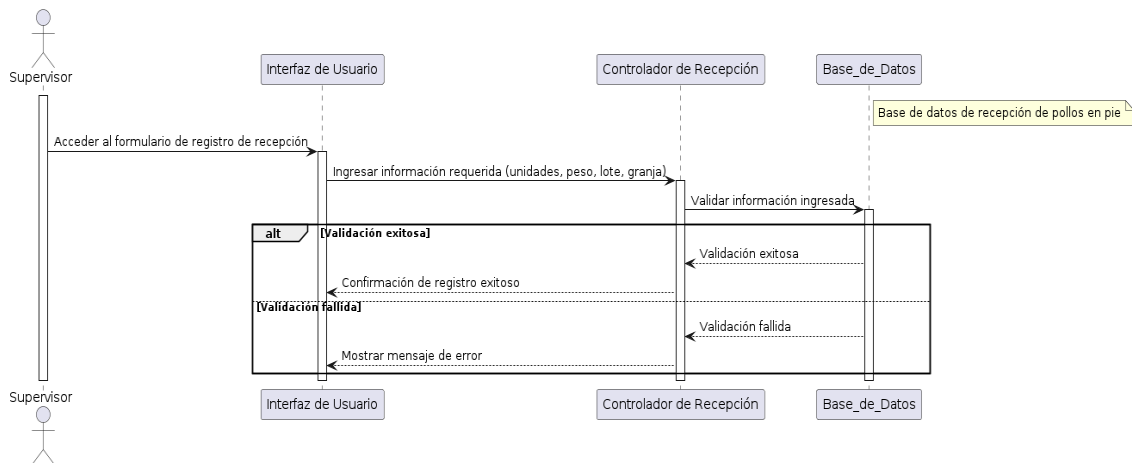 Supervisor
Interfaz de Usuario
Controlador de Recepción
Base_de_Datos
Base de datos de recepción de pollos en pie
Acceder al formulario de registro de recepción
Ingresar información requerida (unidades, peso, lote, granja)
Validar información ingresada
alt [Validación exitosa]
Validación exitosa
Confirmación de registro exitoso
[Validación fallida]
Validación fallida
Mostrar mensaje de error
Supervisor
Interfaz de Usuario
Controlador de Recepción
Base_de_Datos